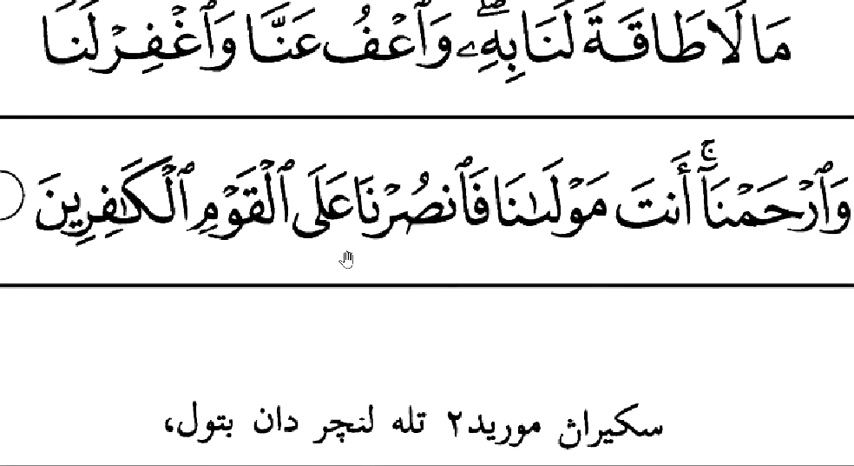 مَا لَا طَاقَةَ لَنَا بِهِۦۖ وَٱعۡفُ عَنَّا وَٱغۡفِرۡ لَنَا
وَٱرۡحَمۡنَآۚ أَنتَ مَوۡلَىٰنَا فَٱنصُرۡنَا عَلَى ٱلۡقَوۡمِ ٱلۡكَٰفِرِينَ
سكيراڽ موريد٢ تله لنچر دان بتول،